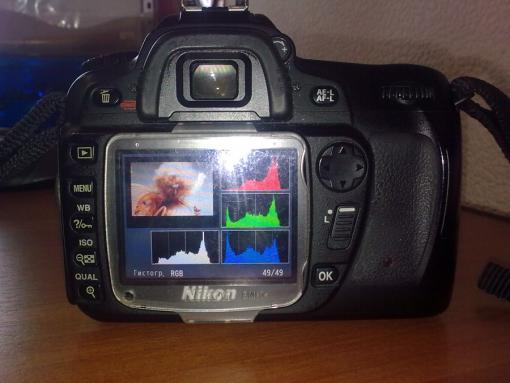 AE-L
AF-L
MENU
WB
?/
ISO
QUAL
L
OK
Гистогр. RGB 49/49
Nikon